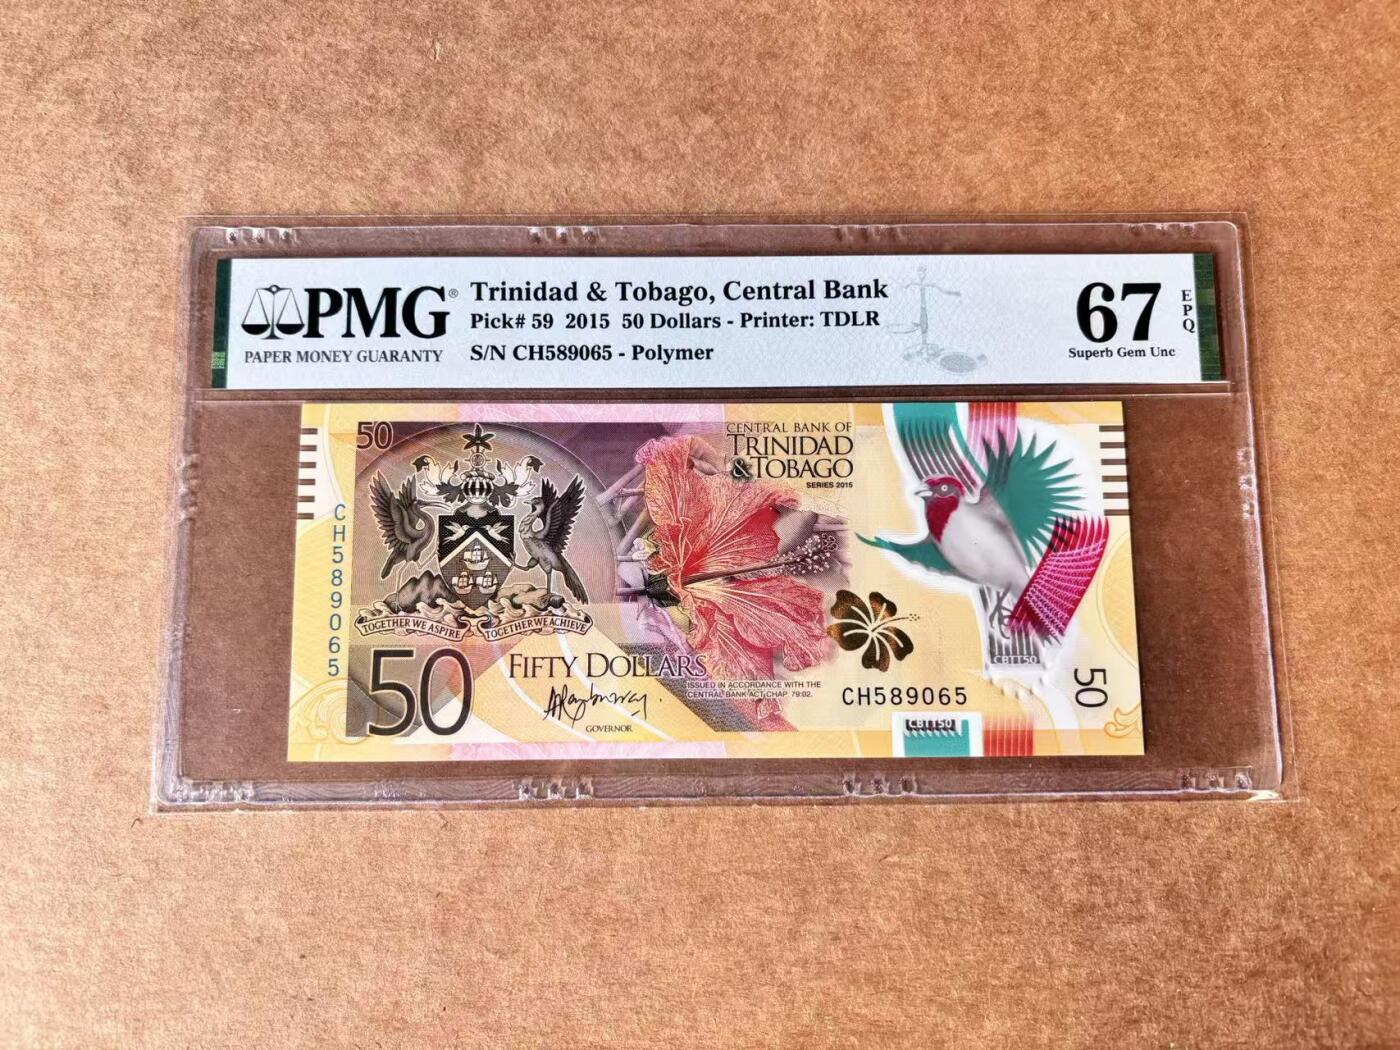 PMG®
PAPER MONEY GUARANTY
Trinidad & Tobago, Central Bank
Pick# 59 2015 50 Dollars - Printer: TDLR
S/N CH589065 - Polymer
67
EPQ
Superb Gem Unc
50
CENTRAL BANK OF
TRINIDAD
& TOBAGO
SERIES 2015
CH589065
TOGETHER WE ASPIRE TOGETHER WE ACHIEVE
50
FIFTY DOLLARS
ISSUED IN ACCORDANCE WITH THE
CENTRAL BANK ACT CHAP. 79:02.
GOVERNOR
CH589065
CBTT50
50
CBTT50